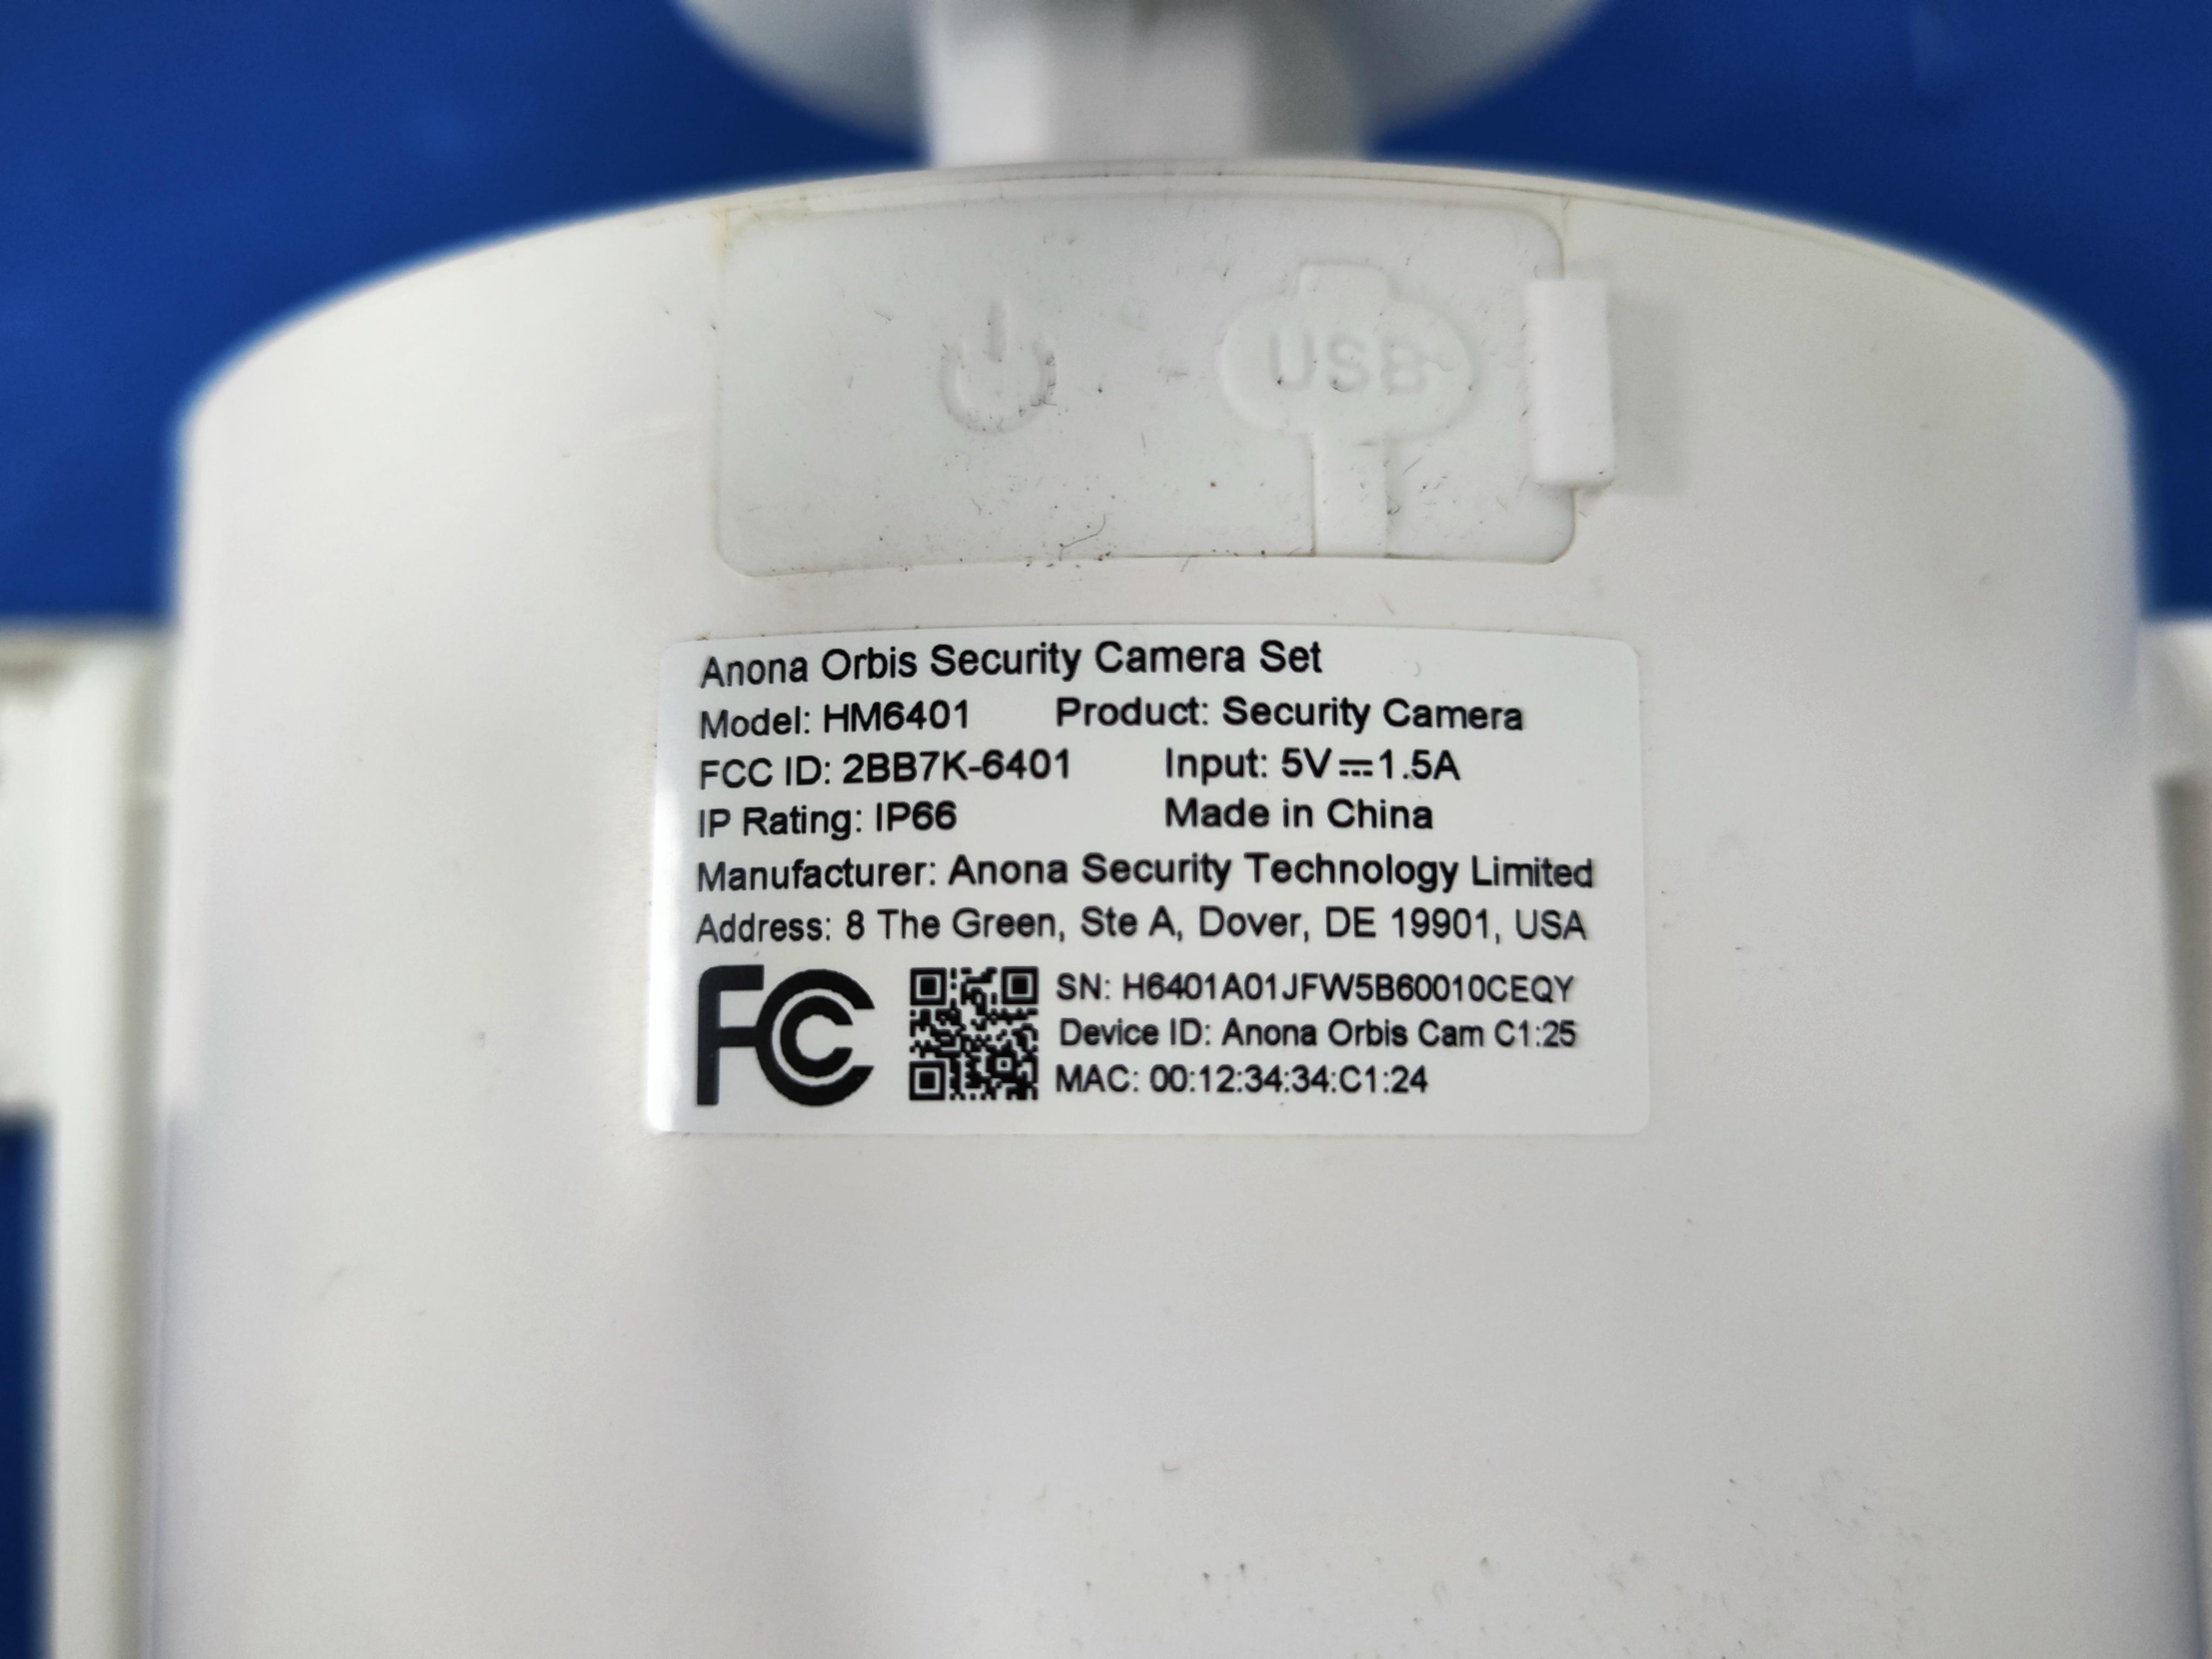 USB
Anona Orbis Security Camera Set
Model: HM6401 Product: Security Camera
FCC ID: 2BB7K-6401 Input: 5V⎓1.5A
IP Rating: IP66 Made in China
Manufacturer: Anona Security Technology Limited
Address: 8 The Green, Ste A, Dover, DE 19901, USA
FC
SN: H6401A01JFW5B60010CEQY
Device ID: Anona Orbis Cam C1:25
MAC: 00:12:34:34:C1:24